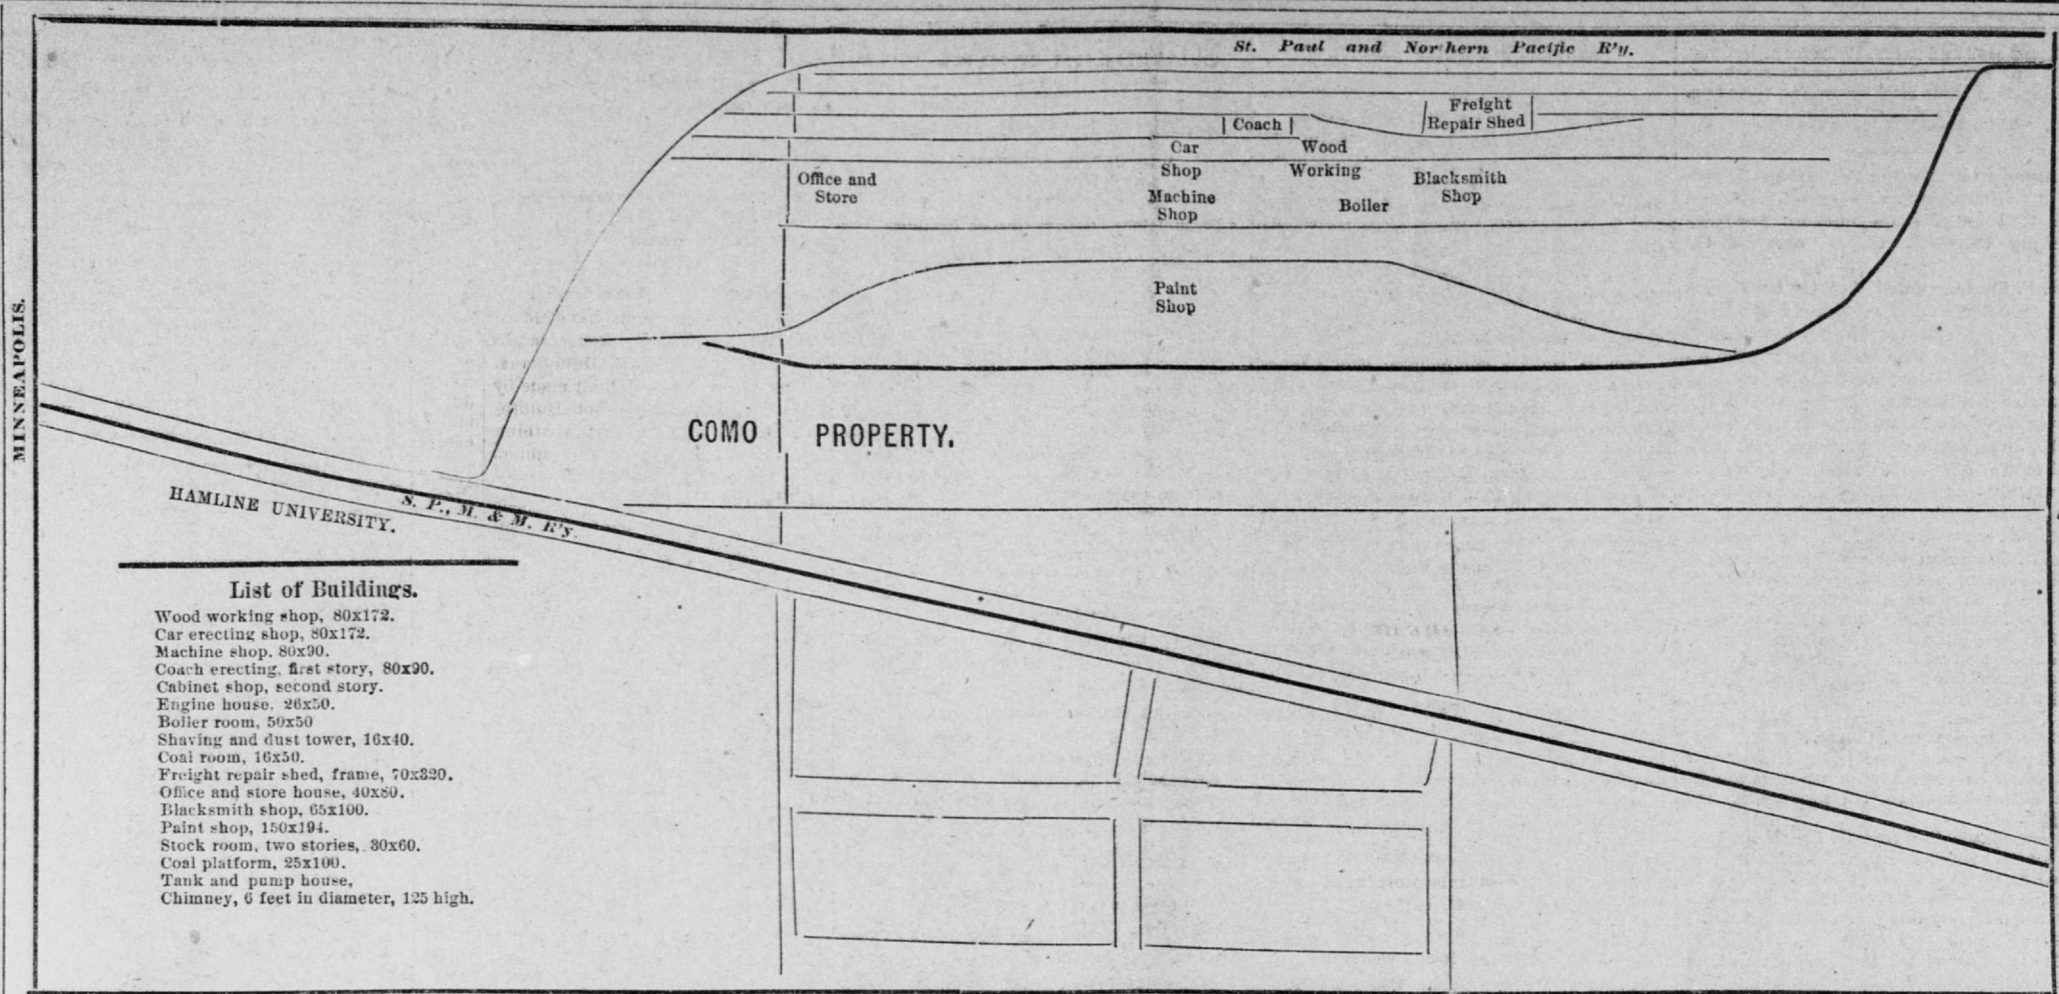 St. Paul and Northern Pacific R'y.
Freight
Repair Shed
Coach
Car
Shop
Wood
Working
Office and
Store
Machine
Shop
Boiler
Blacksmith
Shop
Paint
Shop
MINNEAPOLIS.
COMO PROPERTY.
HAMLINE UNIVERSITY.
S. P., M. & M. R'y.
List of Buildings.
Wood working shop, 80x172.
Car erecting shop, 80x172.
Machine shop, 80x90.
Coach erecting, first story, 80x90.
Cabinet shop, second story.
Engine house, 26x50.
Boiler room, 50x50
Shaving and dust tower, 16x40.
Coal room, 16x50.
Freight repair shed, frame, 70x320.
Office and store house, 40x80.
Blacksmith shop, 65x100.
Paint shop, 150x194.
Stock room, two stories, 30x60.
Coal platform, 25x100.
Tank and pump house,
Chimney, 6 feet in diameter, 125 high.